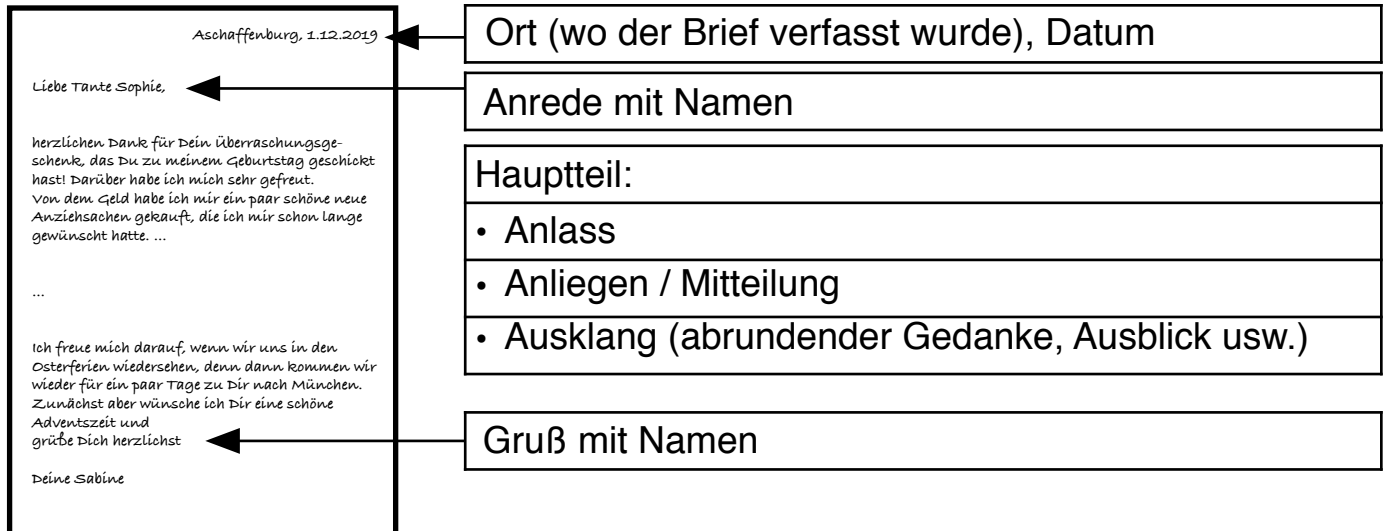 Aschaffenburg, 1.12.2019
Liebe Tante Sophie,
herzlichen Dank für Dein Überraschungsge-
schenk, das Du zu meinem Geburtstag geschickt
hast! Darüber habe ich mich sehr gefreut.
Von dem Geld habe ich mir ein paar schöne neue
Anziehsachen gekauft, die ich mir schon lange
gewünscht hatte. ...
...
Ich freue mich darauf, wenn wir uns in den
Osterferien wiedersehen, denn dann kommen wir
wieder für ein paar Tage zu Dir nach München.
Zunächst aber wünsche ich Dir eine schöne
Adventszeit und
grüße Dich herzlichst
Deine Sabine
Ort (wo der Brief verfasst wurde), Datum
Anrede mit Namen
Hauptteil:
• Anlass
• Anliegen / Mitteilung
• Ausklang (abrundender Gedanke, Ausblick usw.)
Gruß mit Namen